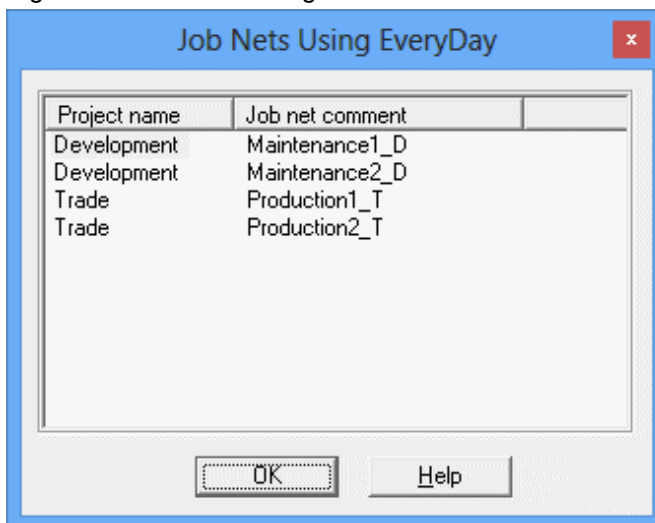 Job Nets Using EveryDay
x
Project name Job net comment
Development Maintenance1_D
Development Maintenance2_D
Trade Production1_T
Trade Production2_T
OK Help